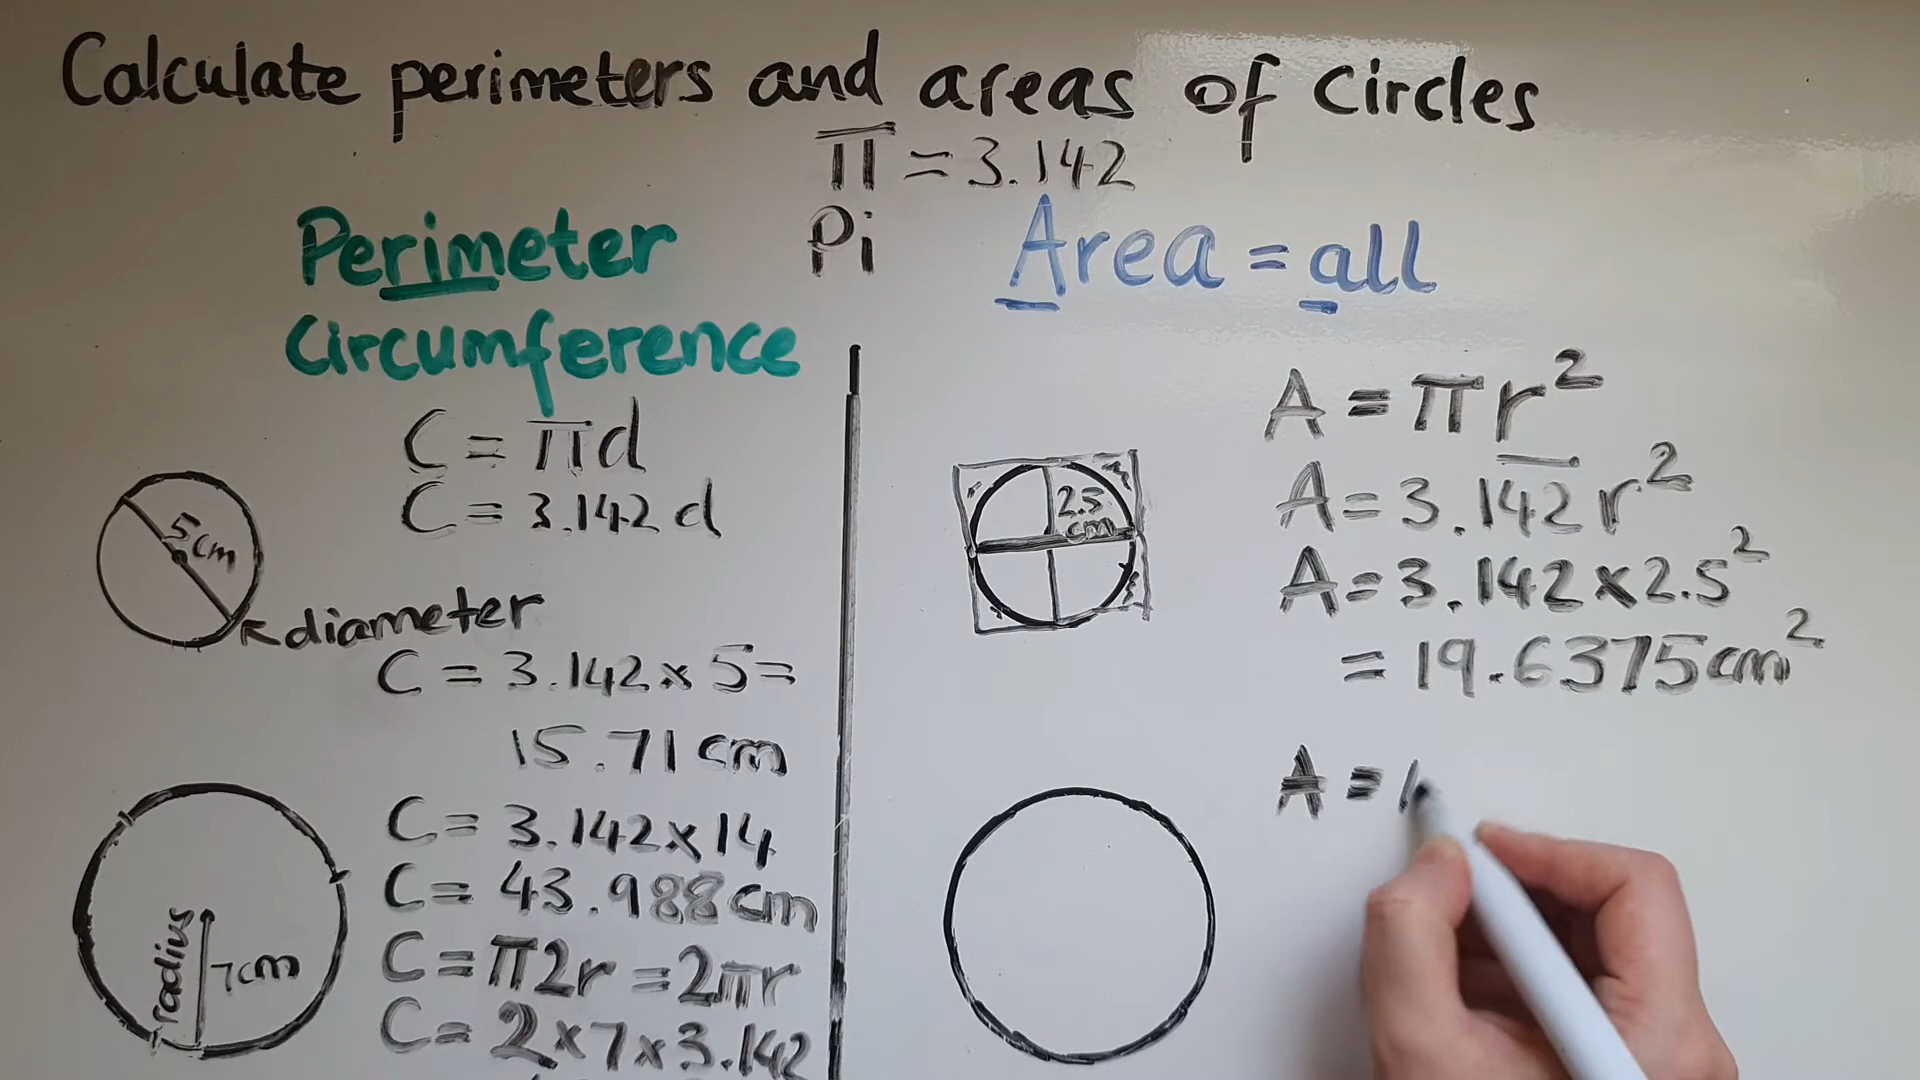 Calculate perimeters and areas of circles
π = 3.142
Pi
Perimeter
Circumference
C = πd
C = 3.142 d
5cm
diameter
C = 3.142 x 5 =
15.71 cm
C = 3.142 x 14
C = 43.988 cm
C = π2r = 2πr
C = 2 x 7 x 3.142
radius
7cm
Area = all
A = πr²
A = 3.142 r²
2.5
cm
A = 3.142 x 2.5²
= 19.6375 cm²
A =